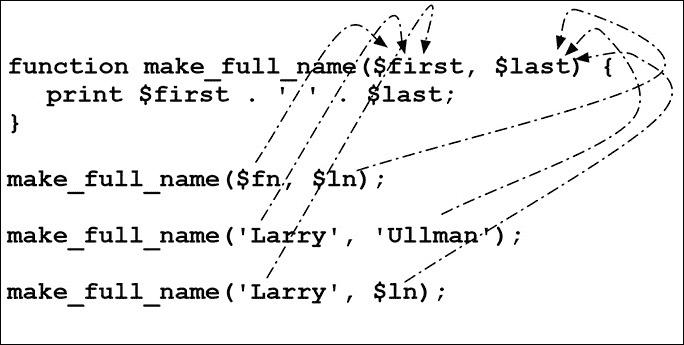 function make_full_name($first, $last) {
print $first . ' ' . $last;
}
make_full_name($fn, $ln);
make_full_name('Larry', 'Ullman');
make_full_name('Larry', $ln);